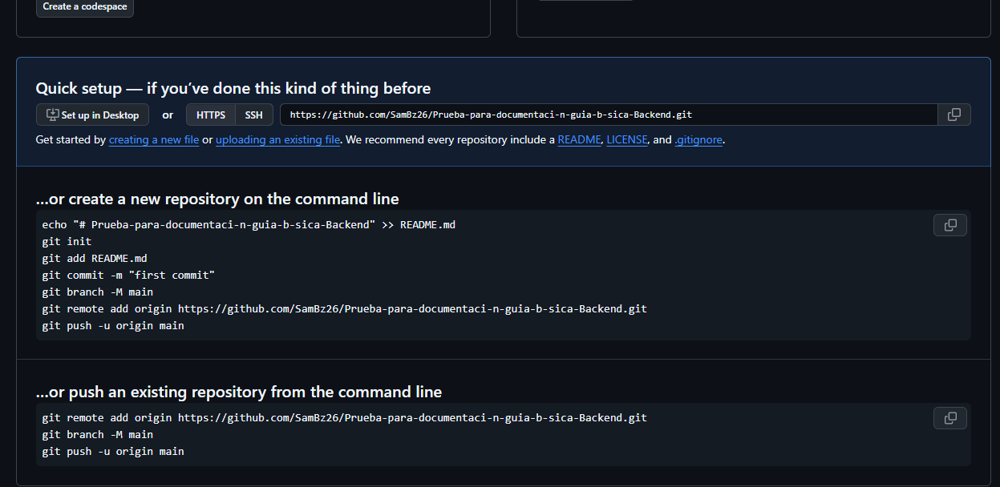 Create a codespace
Quick setup — if you’ve done this kind of thing before
Set up in Desktop or HTTPS SSH https://github.com/SamBz26/Prueba-para-documentaci-n-guia-b-sica-Backend.git
Get started by creating a new file or uploading an existing file. We recommend every repository include a README, LICENSE, and .gitignore.
…or create a new repository on the command line
echo "# Prueba-para-documentaci-n-guia-b-sica-Backend" >> README.md
git init
git add README.md
git commit -m "first commit"
git branch -M main
git remote add origin https://github.com/SamBz26/Prueba-para-documentaci-n-guia-b-sica-Backend.git
git push -u origin main
…or push an existing repository from the command line
git remote add origin https://github.com/SamBz26/Prueba-para-documentaci-n-guia-b-sica-Backend.git
git branch -M main
git push -u origin main